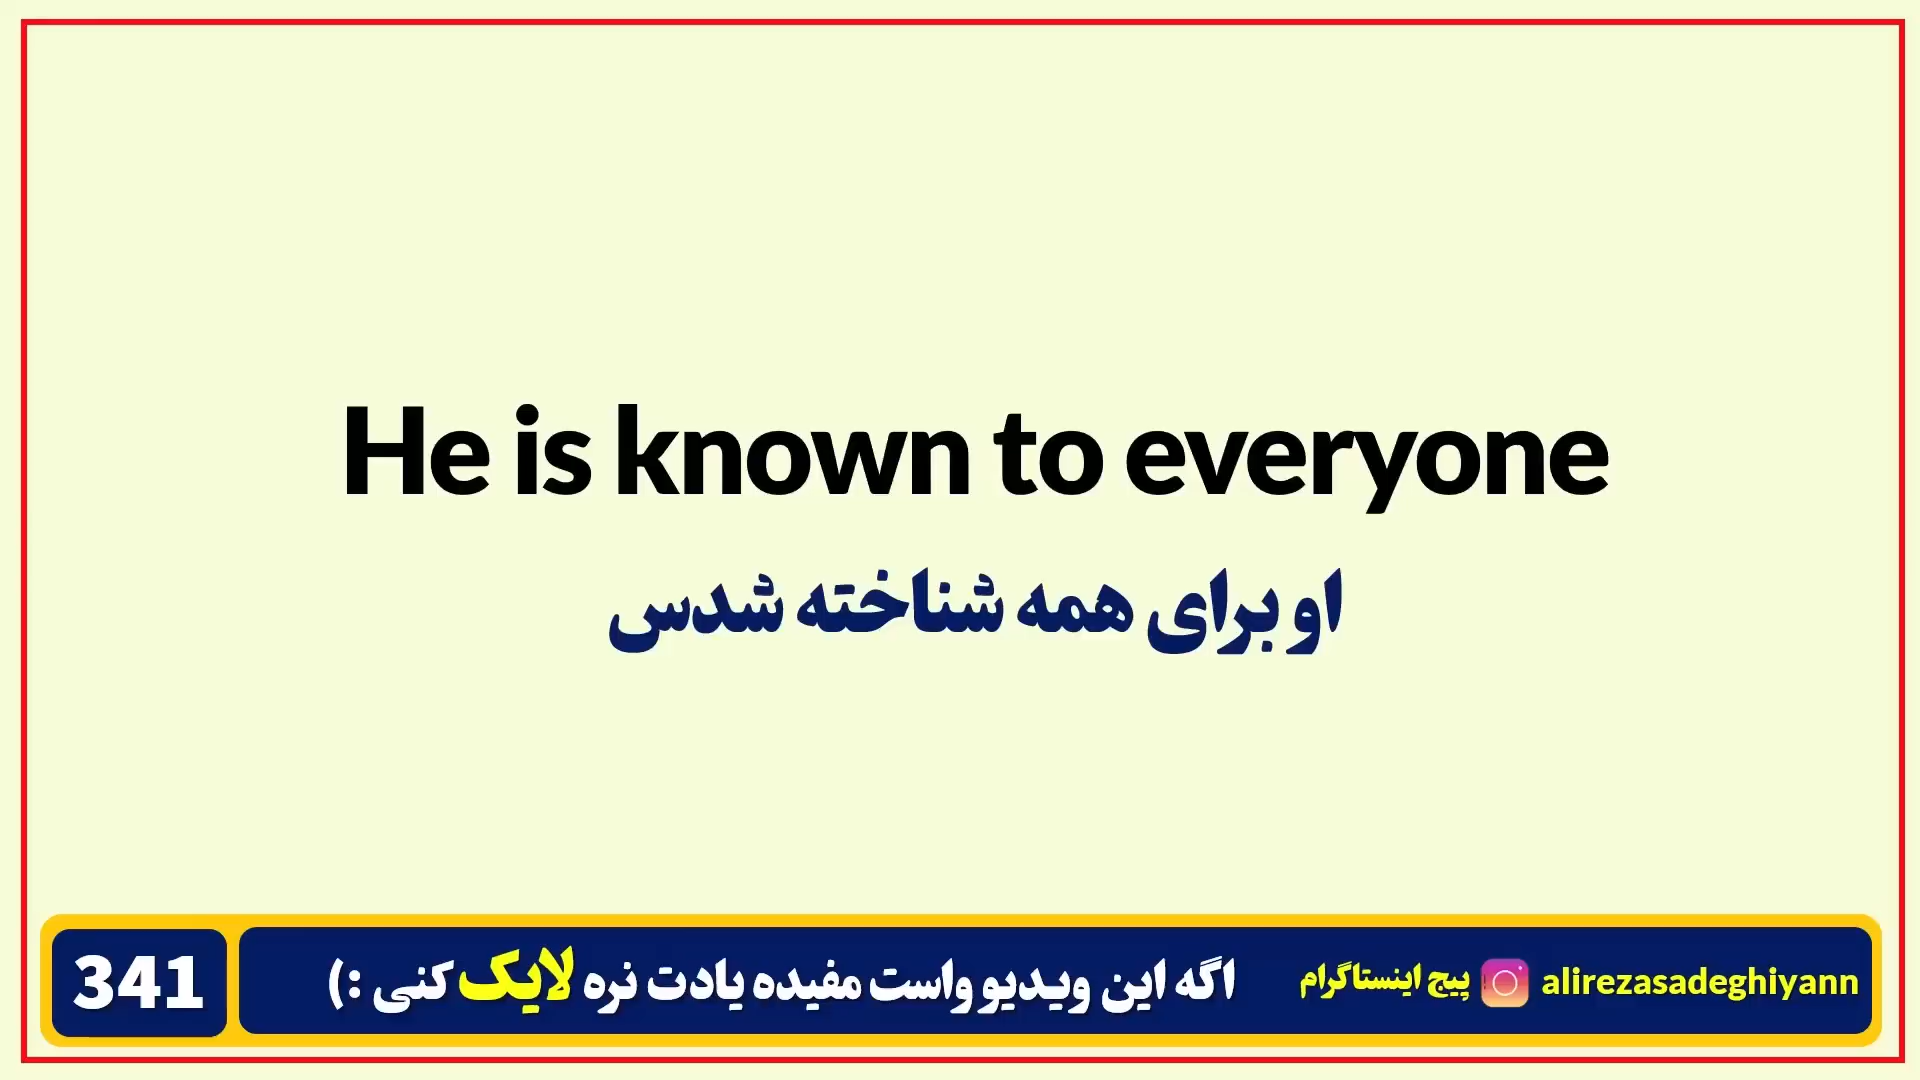 He is known to everyone
او برای همه شناخته شدس
341
اگه این ویدیو واست مفیده یادت نره لایک کنی :)
پیج اینستاگرام
alirezasadeghiyann